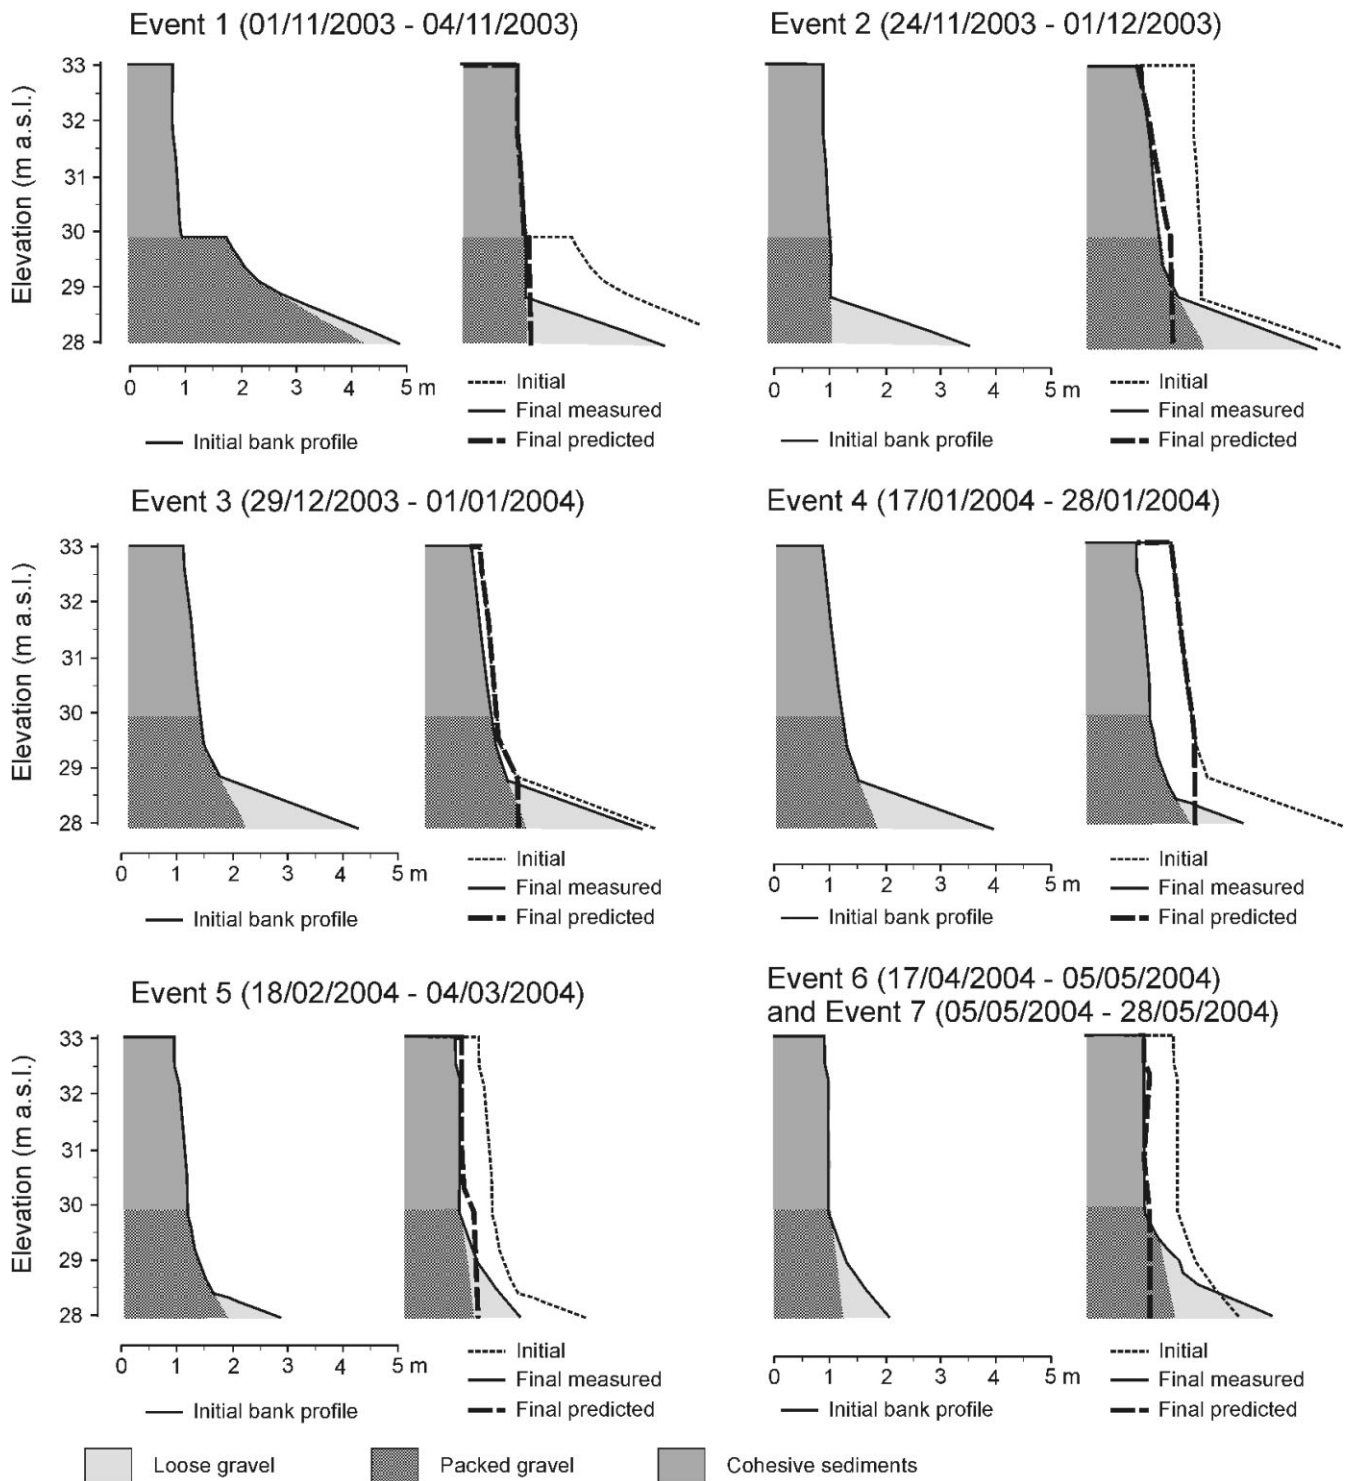 Event 1 (01/11/2003 - 04/11/2003)
Event 2 (24/11/2003 - 01/12/2003)
Elevation (m a.s.l.)
33
32
31
30
29
28
0 1 2 3 4 5 m
Initial bank profile
Initial
Final measured
Final predicted
0 1 2 3 4 5 m
Initial bank profile
Initial
Final measured
Final predicted
Event 3 (29/12/2003 - 01/01/2004)
Event 4 (17/01/2004 - 28/01/2004)
Elevation (m a.s.l.)
33
32
31
30
29
28
0 1 2 3 4 5 m
Initial bank profile
Initial
Final measured
Final predicted
0 1 2 3 4 5 m
Initial bank profile
Initial
Final measured
Final predicted
Event 5 (18/02/2004 - 04/03/2004)
Event 6 (17/04/2004 - 05/05/2004)
and Event 7 (05/05/2004 - 28/05/2004)
Elevation (m a.s.l.)
33
32
31
30
29
28
0 1 2 3 4 5 m
Initial bank profile
Initial
Final measured
Final predicted
0 1 2 3 4 5 m
Initial bank profile
Initial
Final measured
Final predicted
Loose gravel
Packed gravel
Cohesive sediments